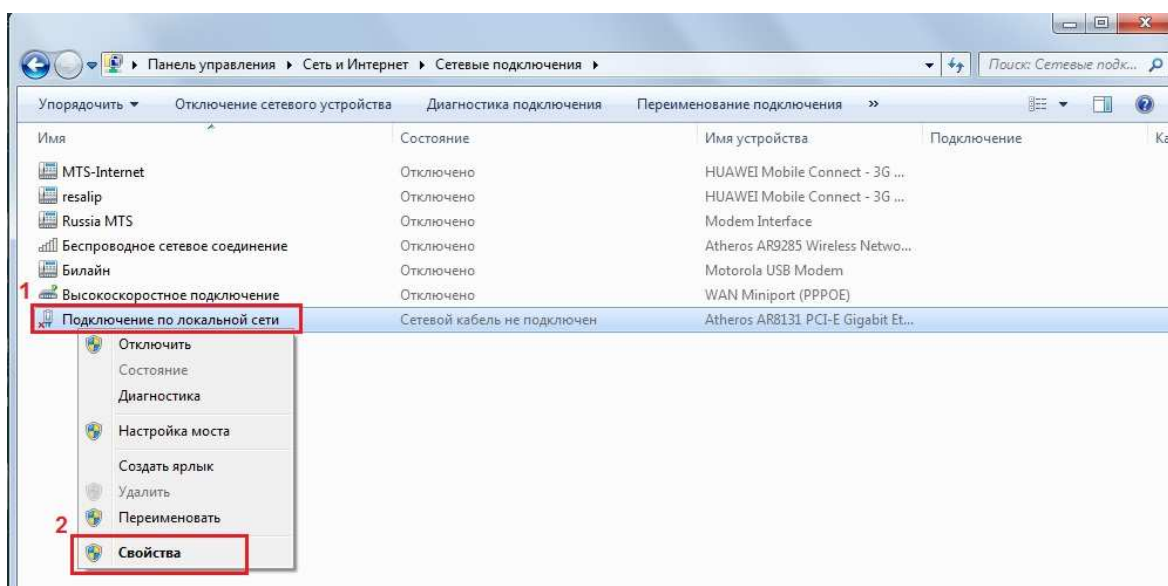 Панель управления ▸ Сеть и Интернет ▸ Сетевые подключения ▸ Поиск: Сетевые подк...
Упорядочить Отключение сетевого устройства Диагностика подключения Переименование подключения »
Имя Состояние Имя устройства Подключение Ка
MTS-Internet Отключено HUAWEI Mobile Connect - 3G ...
resalip Отключено HUAWEI Mobile Connect - 3G ...
Russia MTS Отключено Modem Interface
Беспроводное сетевое соединение Отключено Atheros AR9285 Wireless Netwo...
Билайн Отключено Motorola USB Modem
1 Высокоскоростное подключение Отключено WAN Miniport (PPPOE)
Подключение по локальной сети Сетевой кабель не подключен Atheros AR8131 PCI-E Gigabit Et...
Отключить
Состояние
Диагностика
Настройка моста
Создать ярлык
Удалить
Переименовать
2
Свойства